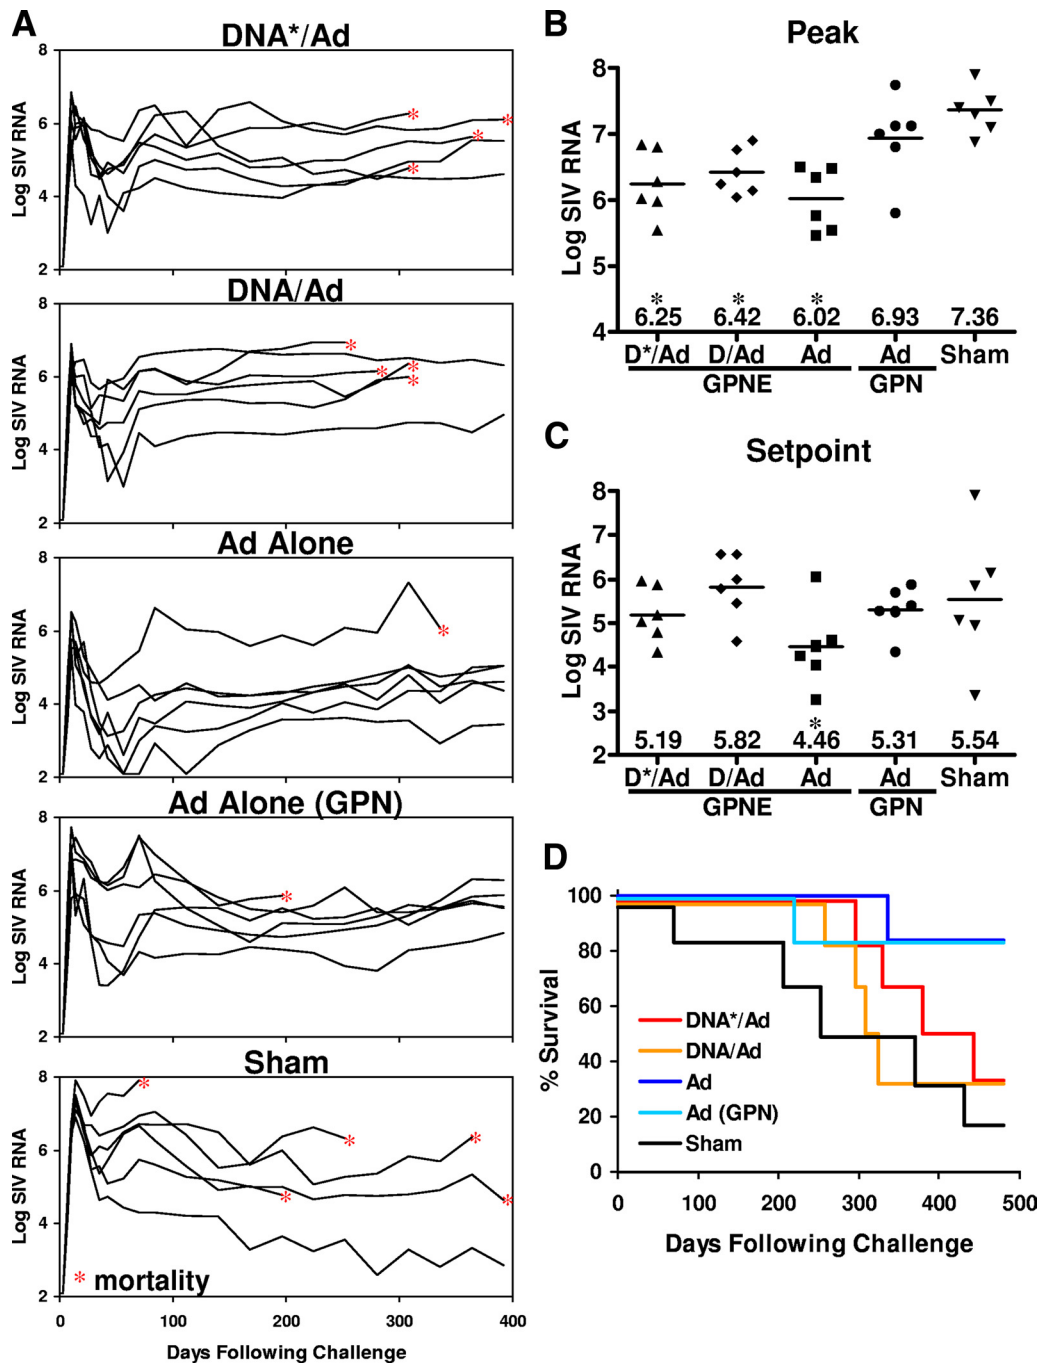 A
DNA*/Ad
8
6
4
2
Log SIV RNA
* * * *
DNA/Ad
8
6
4
2
Log SIV RNA
* * * *
Ad Alone
8
6
4
2
Log SIV RNA
*
Ad Alone (GPN)
8
6
4
2
Log SIV RNA
*
Sham
8
6
4
2
Log SIV RNA
* * * * *
* mortality
0 100 200 300 400
Days Following Challenge
B
Peak
8
7
6
5
4
Log SIV RNA
* * *
6.25 6.42 6.02 6.93 7.36
D*/Ad D/Ad Ad Ad Sham
GPNE GPN
C
Setpoint
8
7
6
5
4
3
2
Log SIV RNA
*
5.19 5.82 4.46 5.31 5.54
D*/Ad D/Ad Ad Ad Sham
GPNE GPN
D
100
80
60
40
20
0
% Survival
DNA*/Ad
DNA/Ad
Ad
Ad (GPN)
Sham
0 100 200 300 400 500
Days Following Challenge